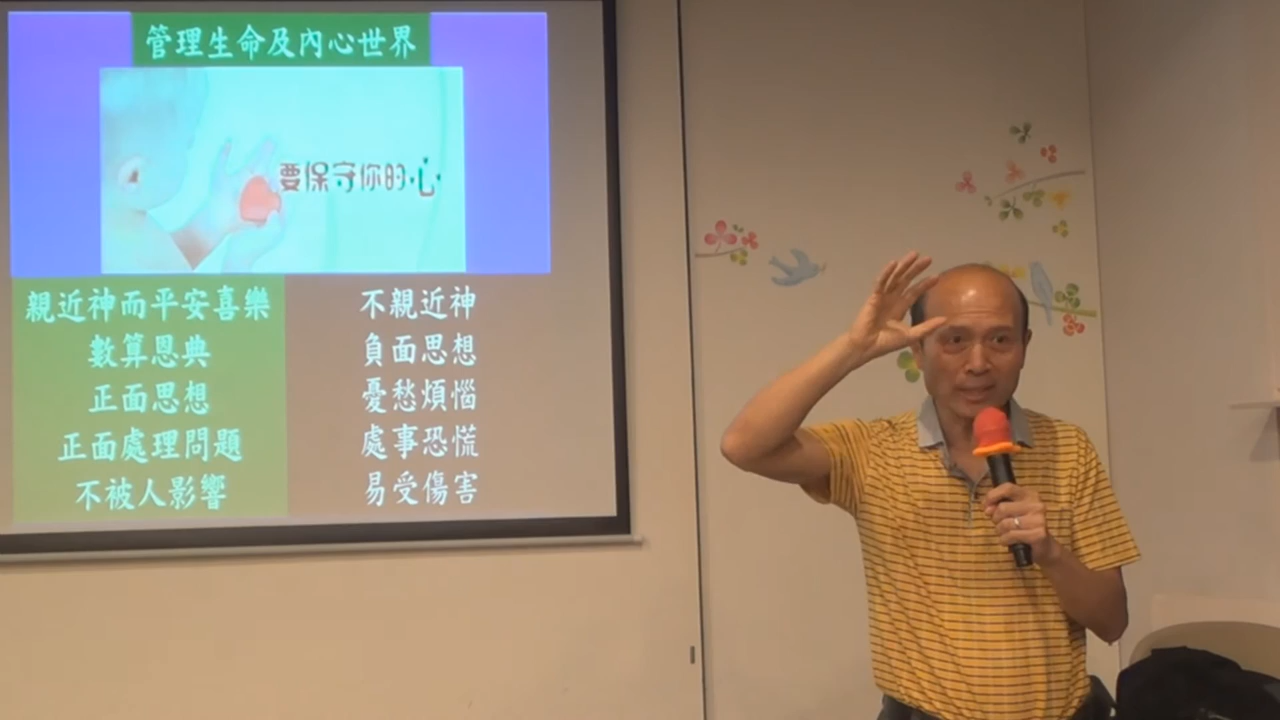 管理生命及內心世界
要保守你的心
親近神而平安喜樂 不親近神
數算恩典 負面思想
正面思想 憂愁煩惱
正面處理問題 處事恐慌
不被人影響 易受傷害